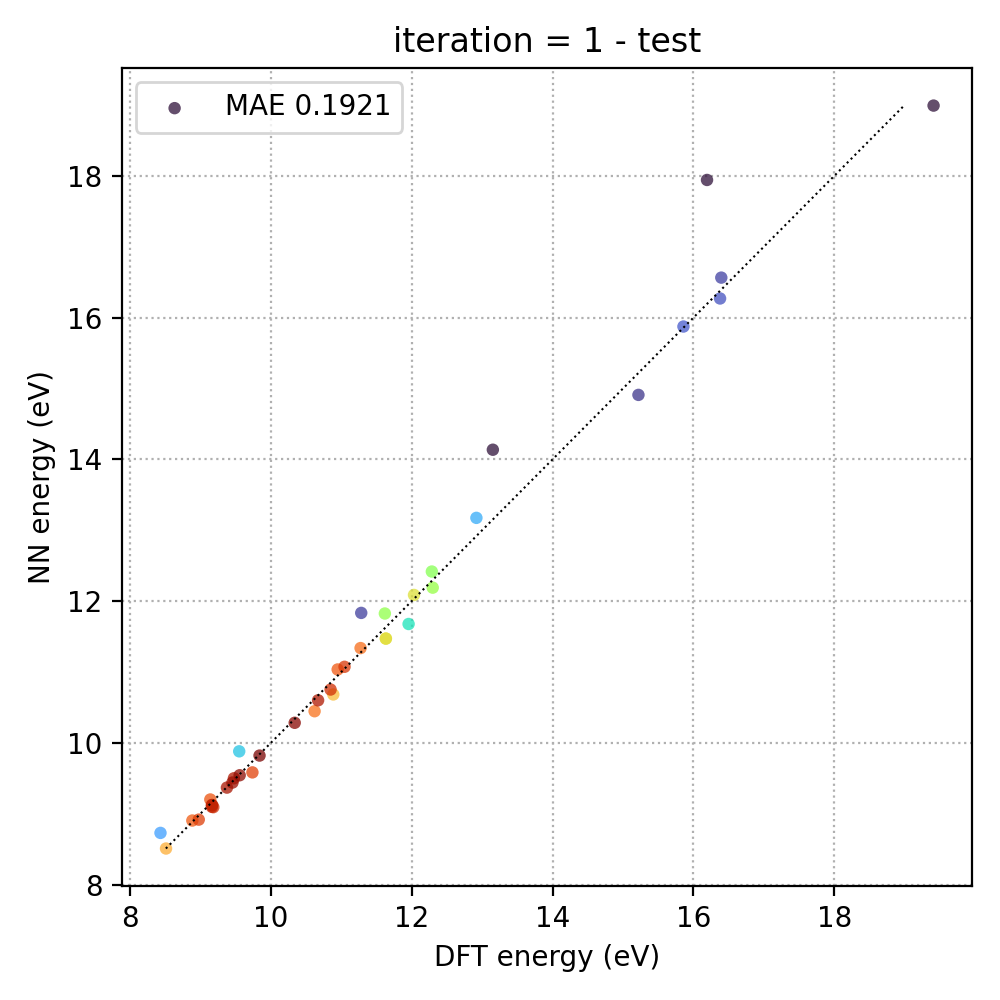 iteration = 1 - test
MAE 0.1921
NN energy (eV)
18
16
14
12
10
8
8 10 12 14 16 18
DFT energy (eV)